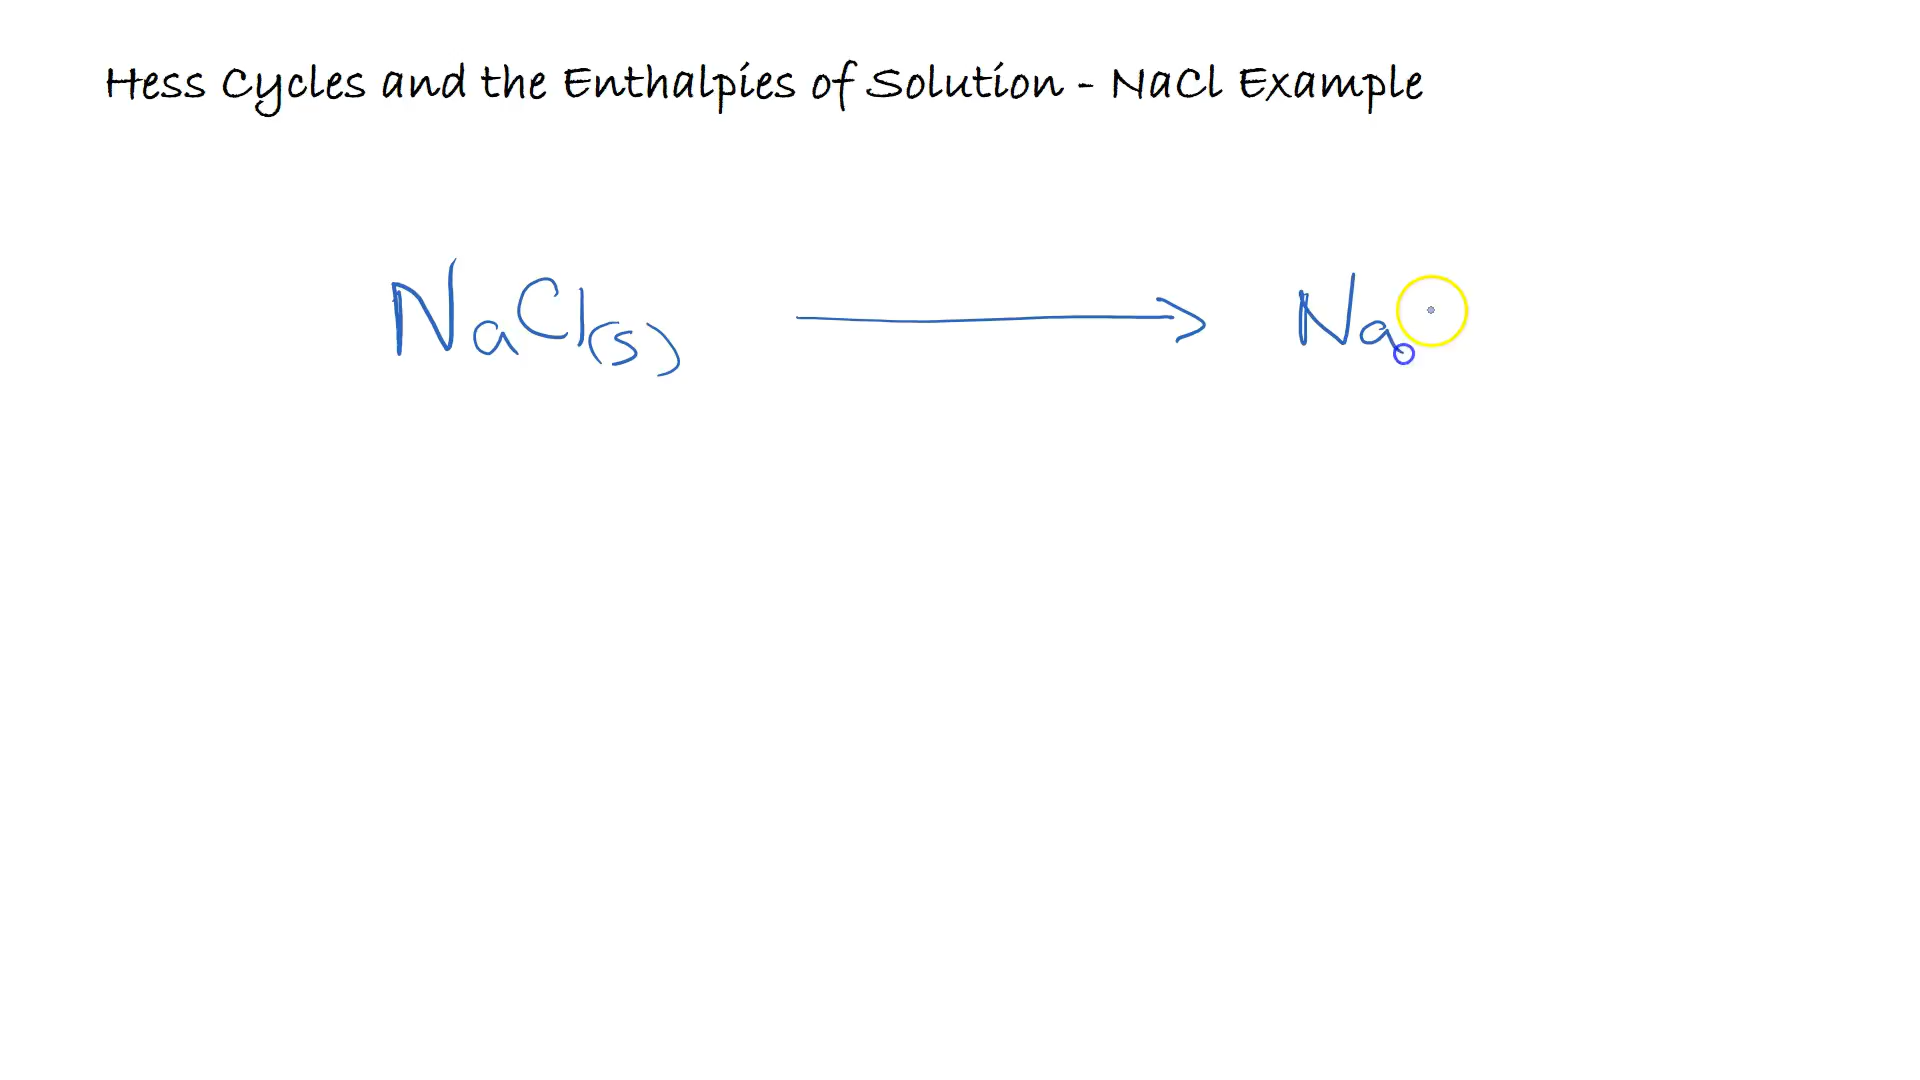 Hess Cycles and the Enthalpies of Solution - NaCl Example
NaCl(s) → Na